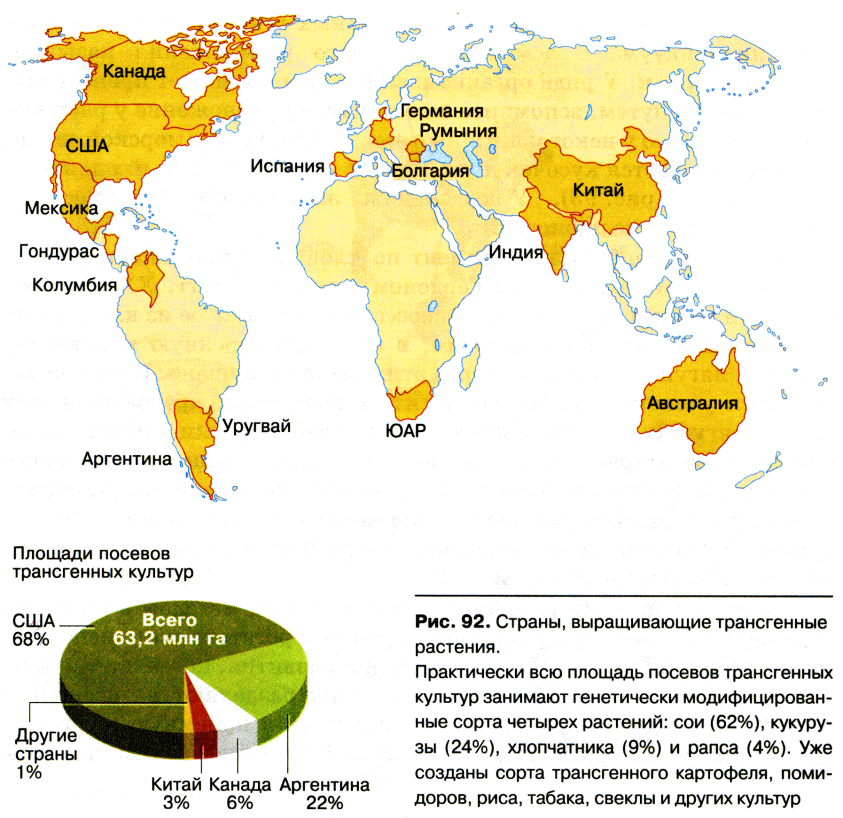 Канада
США
Мексика
Гондурас
Колумбия
Аргентина
Уругвай
Испания
Германия
Румыния
Болгария
Китай
Индия
ЮАР
Австралия
Площади посевов
трансгенных культур
США
68%
Всего
63,2 млн га
Другие
страны
1%
Китай
3%
Канада
6%
Аргентина
22%
Рис. 92. Страны, выращивающие трансгенные
растения.
Практически всю площадь посевов трансгенных
культур занимают генетически модифицирован-
ные сорта четырех растений: сои (62%), кукуру-
зы (24%), хлопчатника (9%) и рапса (4%). Уже
созданы сорта трансгенного картофеля, поми-
доров, риса, табака, свеклы и других культур